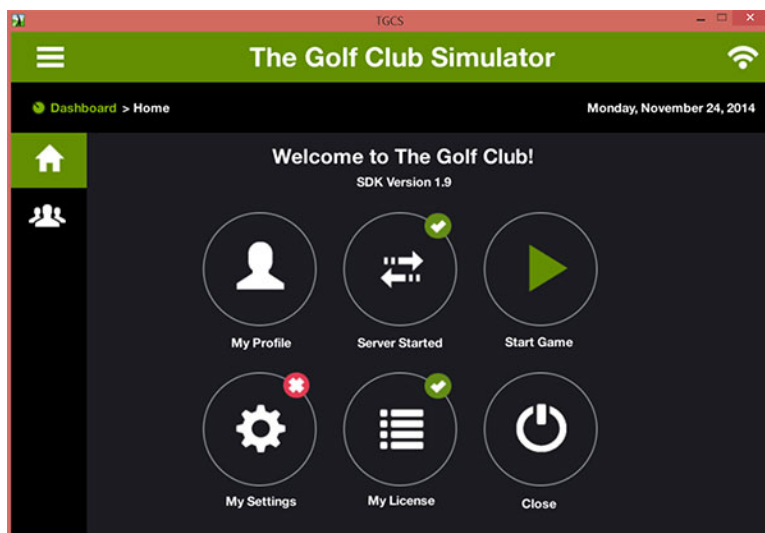 TGCS
The Golf Club Simulator
Dashboard > Home
Monday, November 24, 2014
Welcome to The Golf Club!
SDK Version 1.9
My Profile
Server Started
Start Game
My Settings
My License
Close